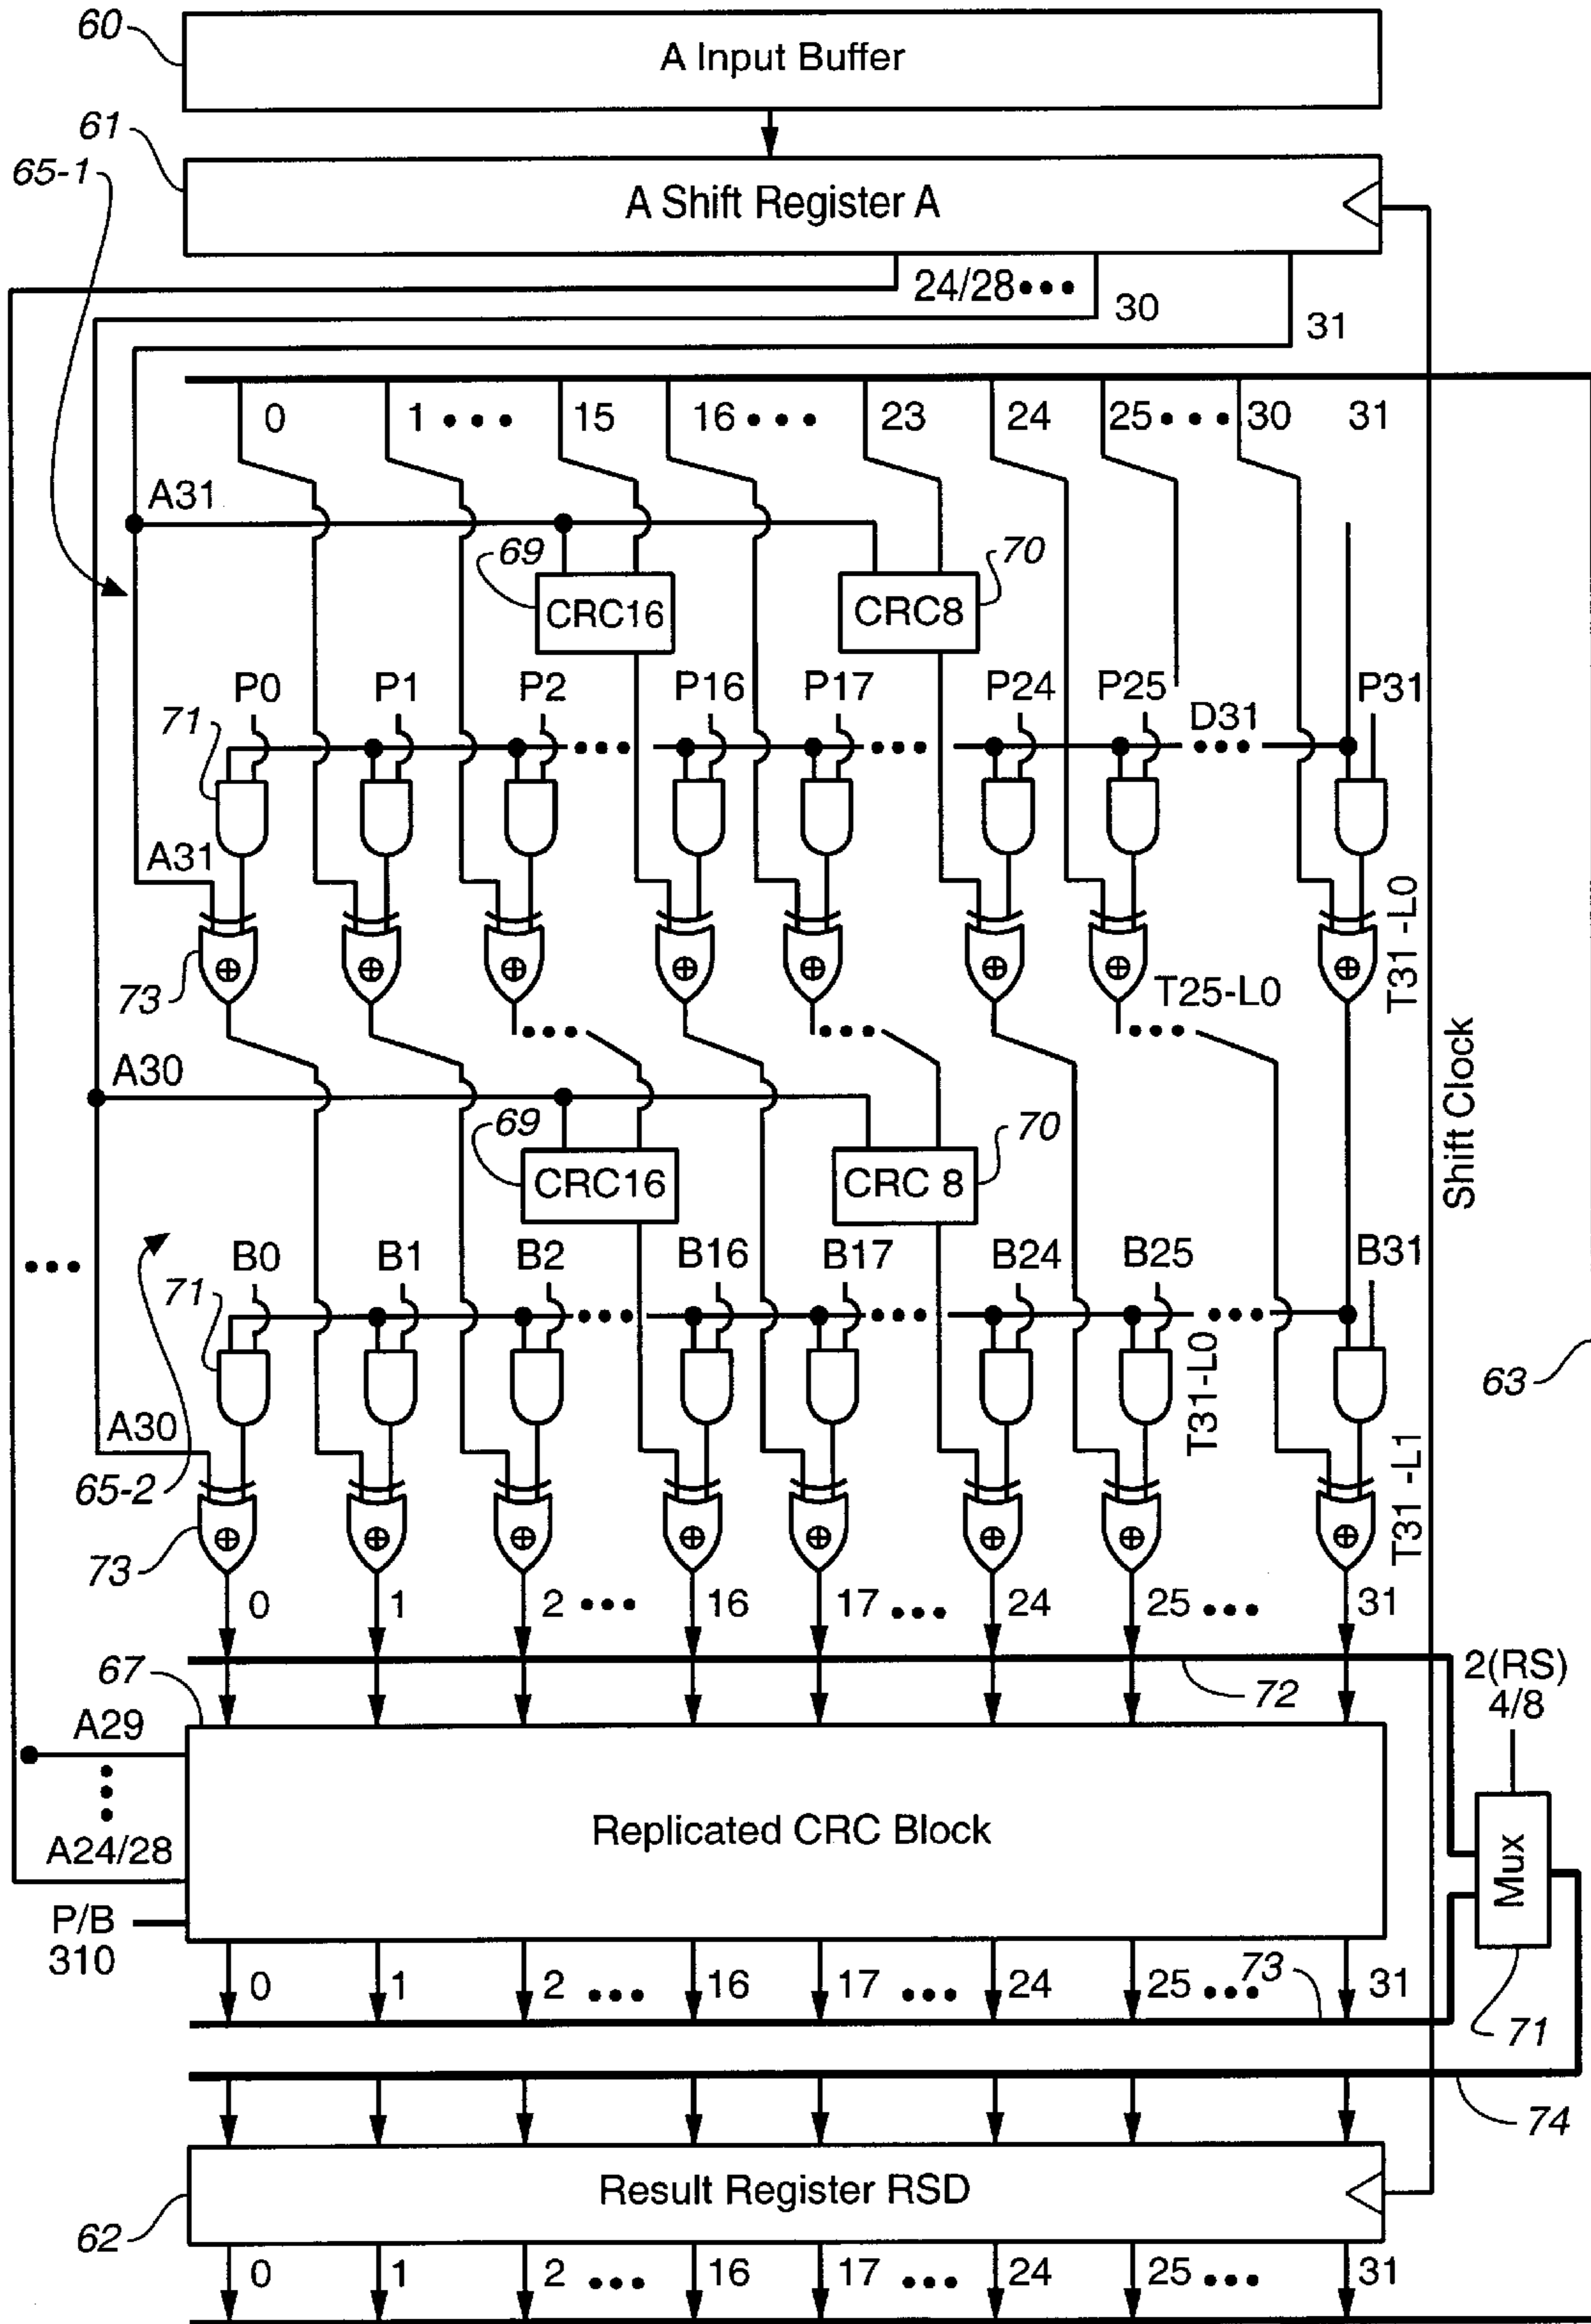 60
A Input Buffer
61
65-1
A Shift Register A
24/28•••
30
31
0
1 •••
15
16 •••
23
24
25 •••
30
31
A31
69
70
CRC16
CRC8
P0
P1
P2
P16
P17
P24
P25
P31
71
•••
•••
D31
•••
A31
73
T25-L0
T31 -L0
•••
•••
•••
A30
69
70
CRC16
CRC 8
Shift Clock
•••
B0
B1
B2
B16
B17
B24
B25
B31
71
•••
•••
•••
T31-L0
63
A30
65-2
73
T31 -L1
0
1
2 •••
16
17 •••
24
25 •••
31
67
72
2(RS)
4/8
A29
•••
A24/28
Replicated CRC Block
Mux
P/B
310
0
1
2 •••
16
17 •••
24
25 •••
73
31
71
74
Result Register RSD
62
0
1
2 •••
16
17 •••
24
25 •••
31